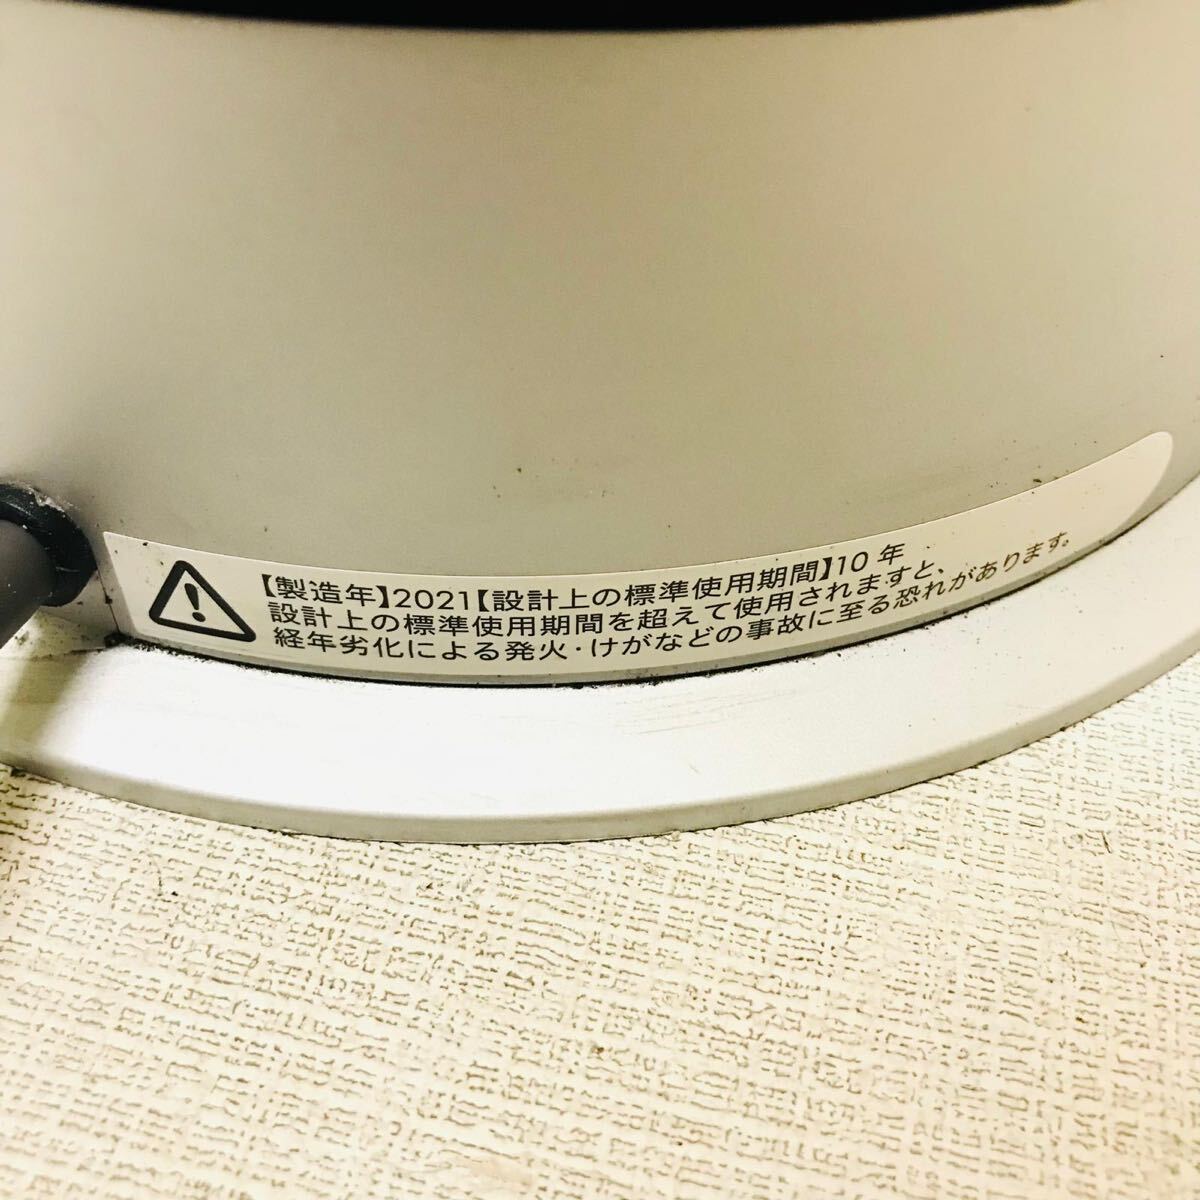 【製造年】2021【設計上の標準使用期間】10 年
設計上の標準使用期間を超えて使用されますと、
経年劣化による発火・けがなどの事故に至る恐れがあります。